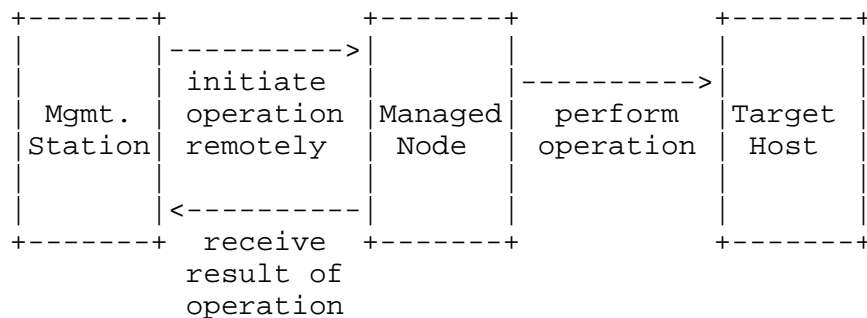 +-------+          +-------+          +-------+
|       |---------->|       |          |       |
|       | initiate  |       |---------->|       |
| Mgmt. | operation |Managed| perform   |Target |
|Station| remotely  | Node  | operation | Host  |
|       |           |       |           |       |
|       |<----------|       |           |       |
+-------+ receive   +-------+           +-------+
result of
operation